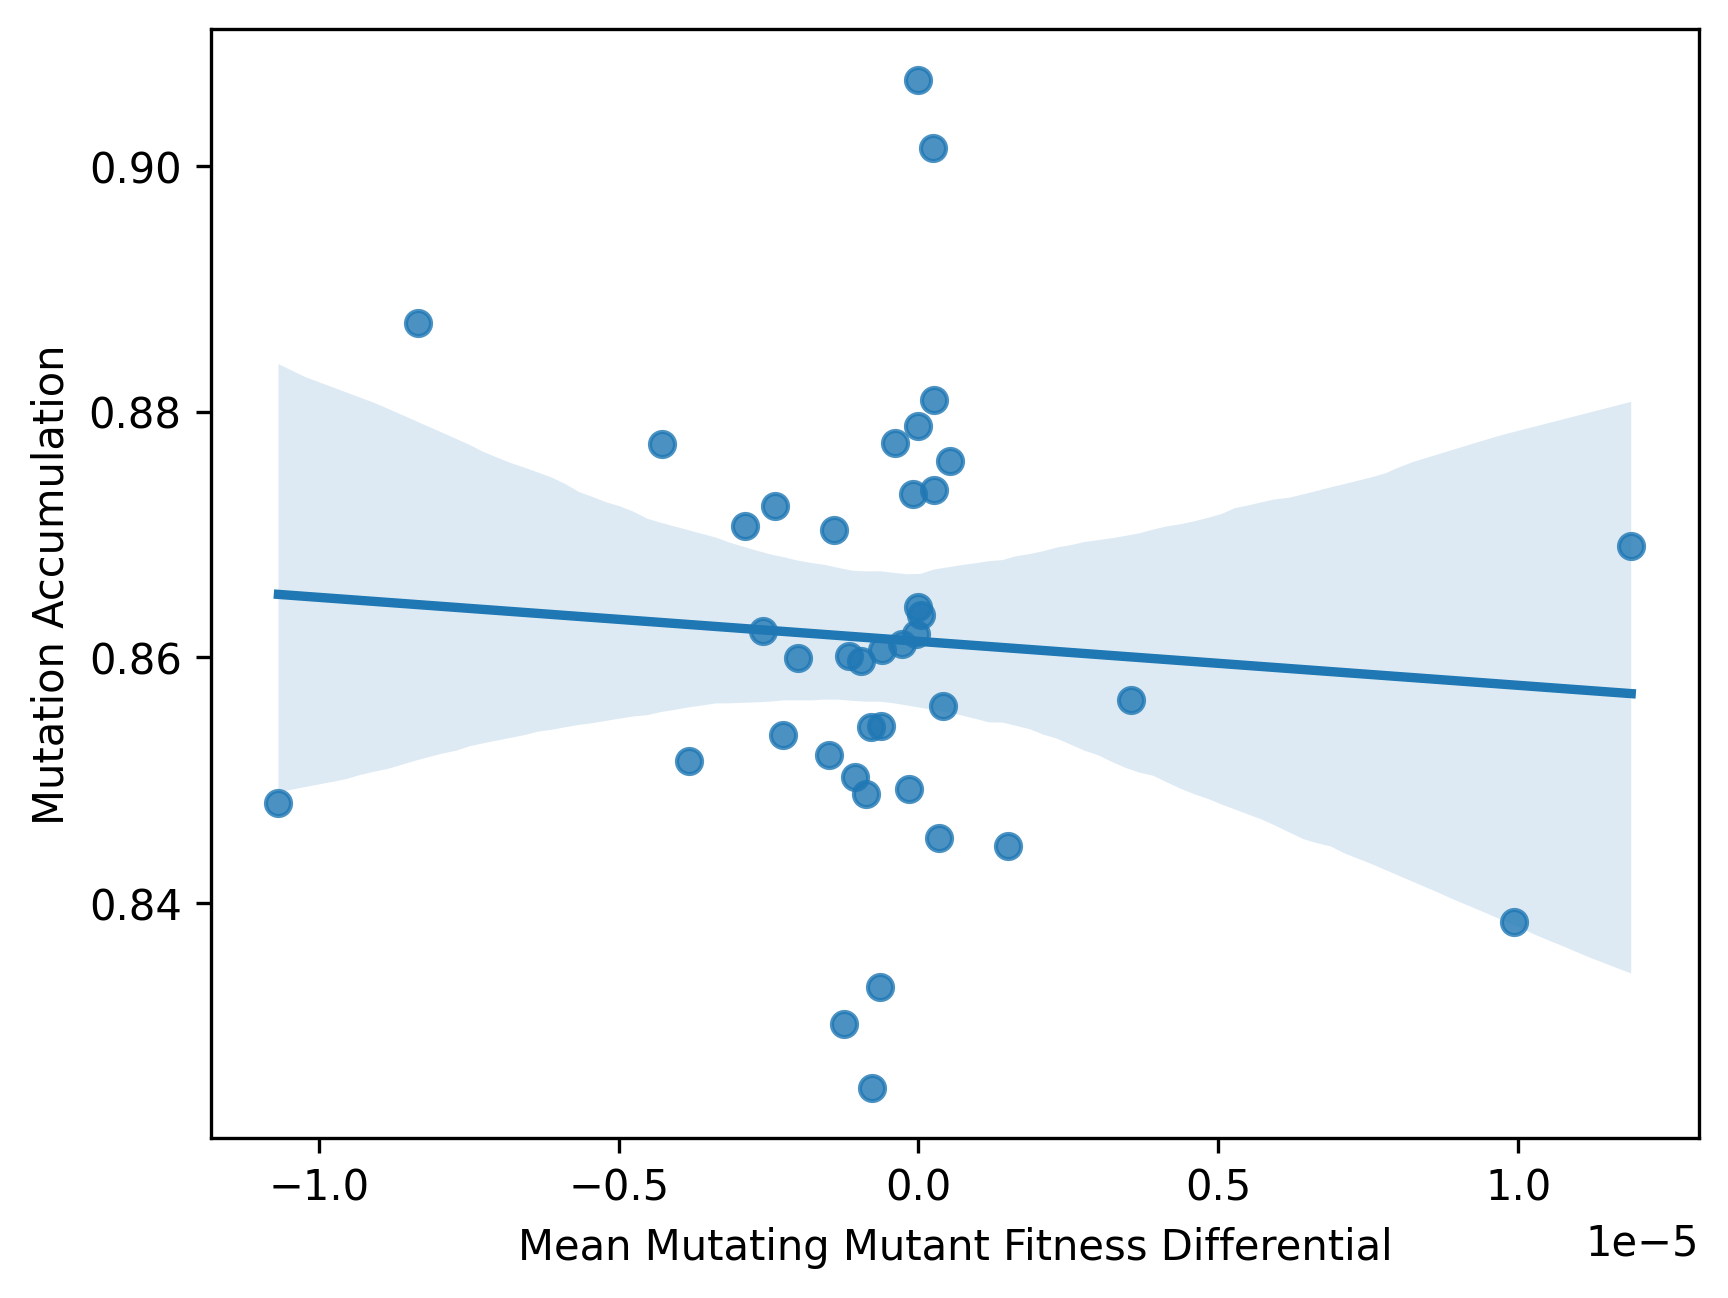 0.90
0.88
0.86
0.84
Mutation Accumulation
−1.0 −0.5 0.0 0.5 1.0
1e−5
Mean Mutating Mutant Fitness Differential